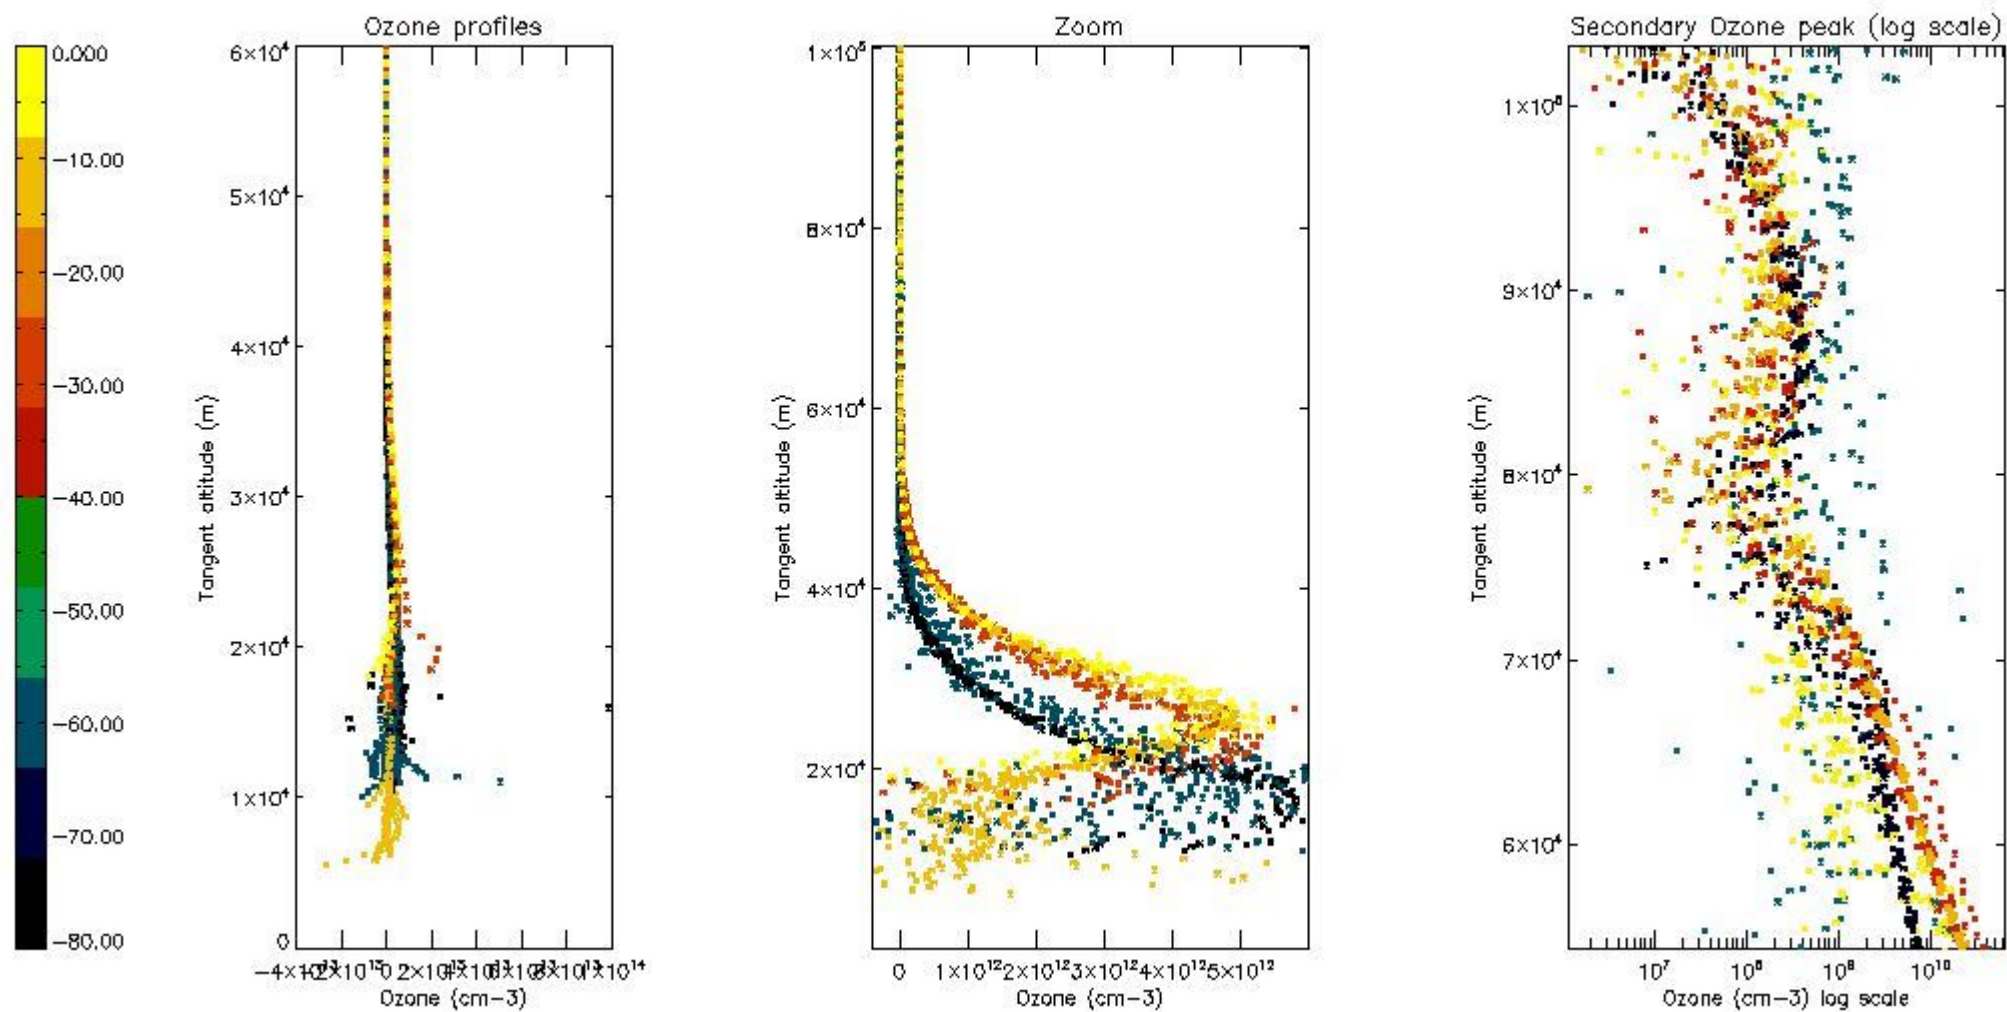 Ozone profiles
Zoom
Secondary Ozone peak (log scale)
0.000
-10.00
-20.00
-30.00
-40.00
-50.00
-60.00
-70.00
-80.00
6×10⁴
5×10⁴
4×10⁴
3×10⁴
2×10⁴
1×10⁴
0
Tangent altitude (m)
Ozone (cm-3)
1×10⁵
8×10⁴
6×10⁴
4×10⁴
2×10⁴
Tangent altitude (m)
0 1×10¹² 2×10¹² 3×10¹² 4×10¹² 5×10¹²
Ozone (cm-3)
9×10⁴
8×10⁴
7×10⁴
6×10⁴
Tangent altitude (m)
10⁷ 10⁸ 10⁹ 10¹⁰
Ozone (cm-3) log scale